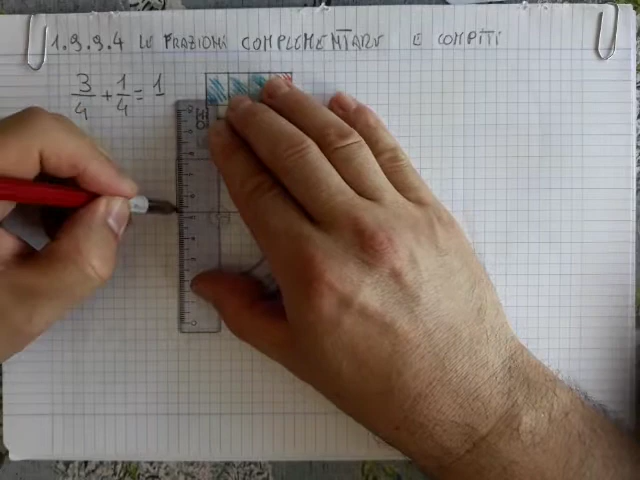 1.9.9.4 LE FRAZIONI COMPLEMENTARI E COMPITI
3/4 + 1/4 = 1